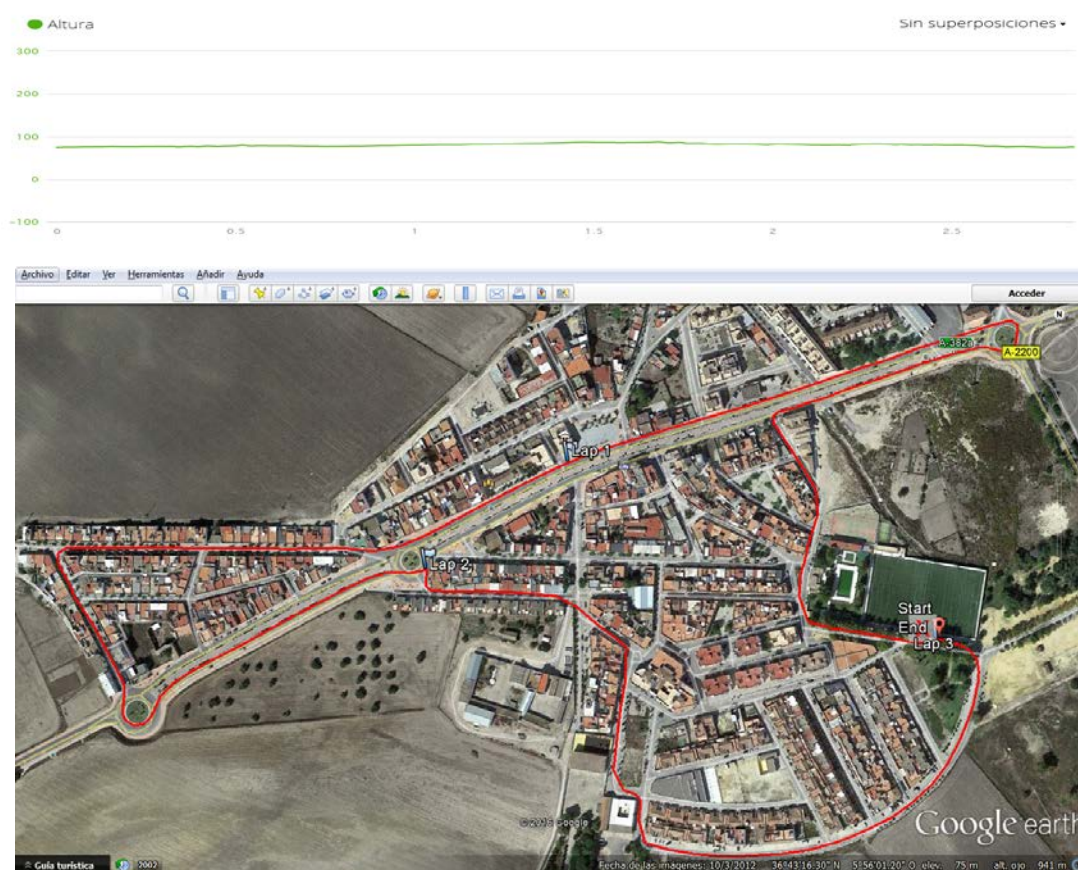 Altura
Sin superposiciones
300
200
100
0
-100
0 0.5 1 1.5 2 2.5
Archivo Editar Ver Herramientas Añadir Ayuda
Acceder
N
A-382a
A-2200
Lap 1
Lap 2
Start
End
Lap 3
© 2016 Google
Google earth
Guía turística 2002 Fecha de las imágenes: 10/3/2012 36°43'16.30" N 5°56'01.20" O elev. 75 m alt. ojo 941 m